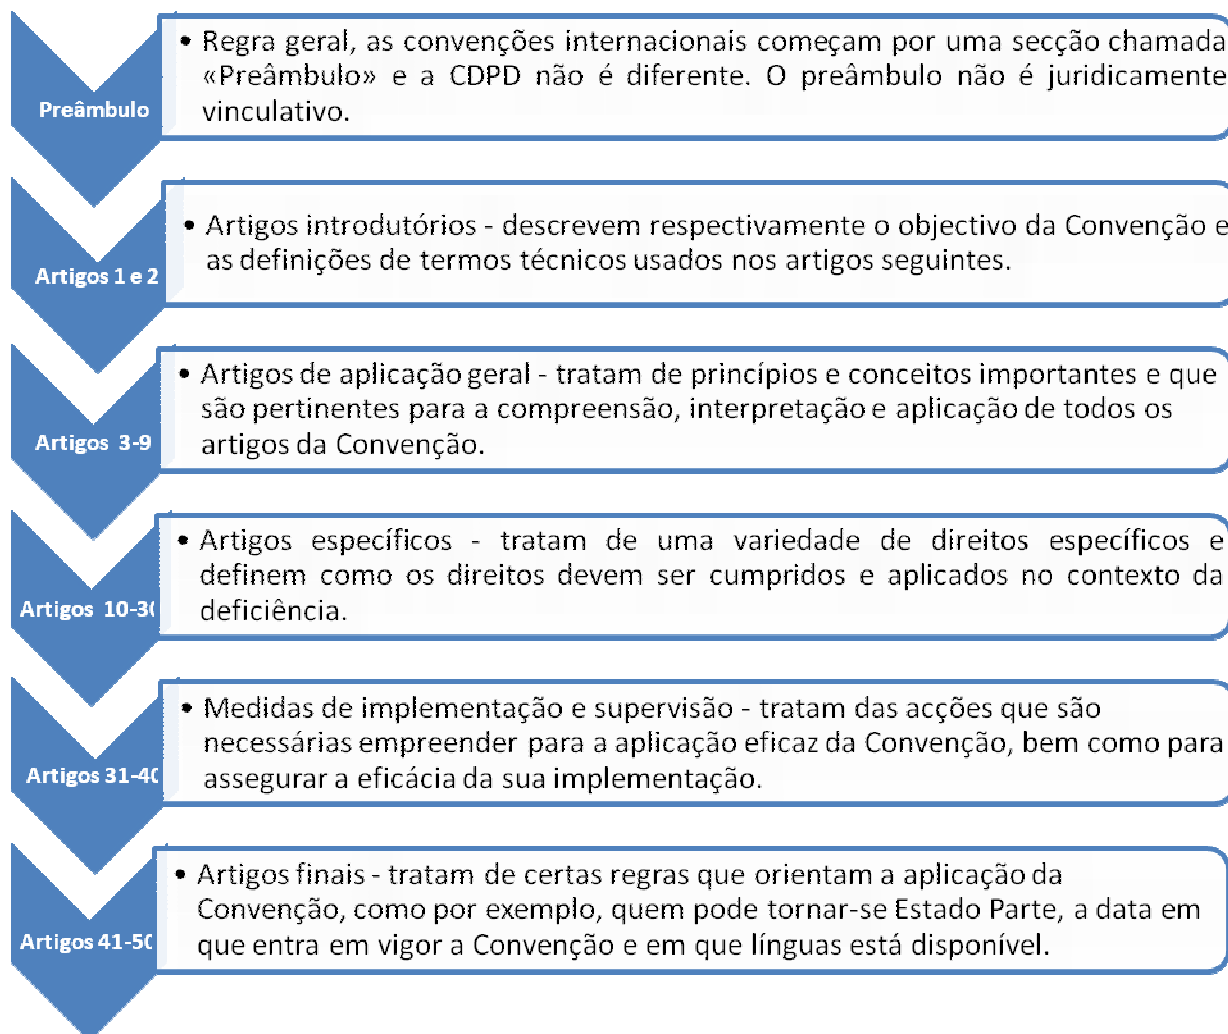 Preâmbulo
• Regra geral, as convenções internacionais começam por uma secção chamada
«Preâmbulo» e a CDPD não é diferente. O preâmbulo não é juridicamente
vinculativo.
Artigos 1 e 2
• Artigos introdutórios - descrevem respectivamente o objectivo da Convenção e
as definições de termos técnicos usados nos artigos seguintes.
Artigos 3-9
• Artigos de aplicação geral - tratam de princípios e conceitos importantes e que
são pertinentes para a compreensão, interpretação e aplicação de todos os
artigos da Convenção.
Artigos 10-30
• Artigos específicos - tratam de uma variedade de direitos específicos e
definem como os direitos devem ser cumpridos e aplicados no contexto da
deficiência.
Artigos 31-40
• Medidas de implementação e supervisão - tratam das acções que são
necessárias empreender para a aplicação eficaz da Convenção, bem como para
assegurar a eficácia da sua implementação.
Artigos 41-50
• Artigos finais - tratam de certas regras que orientam a aplicação da
Convenção, como por exemplo, quem pode tornar-se Estado Parte, a data em
que entra em vigor a Convenção e em que línguas está disponível.